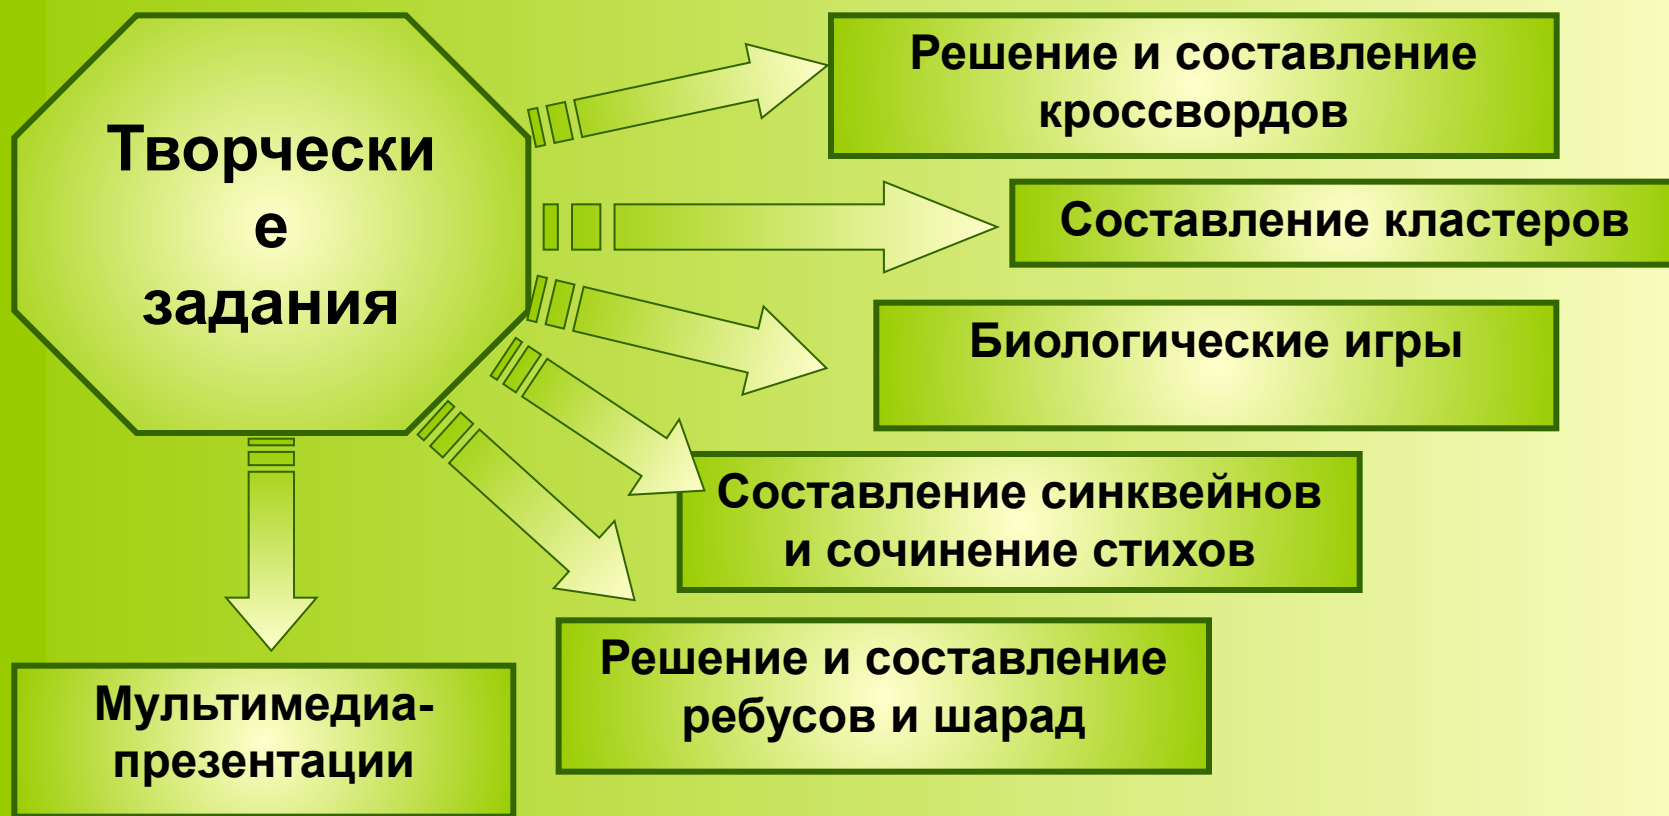 Творчески
е
задания
Решение и составление
кроссвордов
Составление кластеров
Биологические игры
Составление синквейнов
и сочинение стихов
Решение и составление
ребусов и шарад
Мультимедиа-
презентации